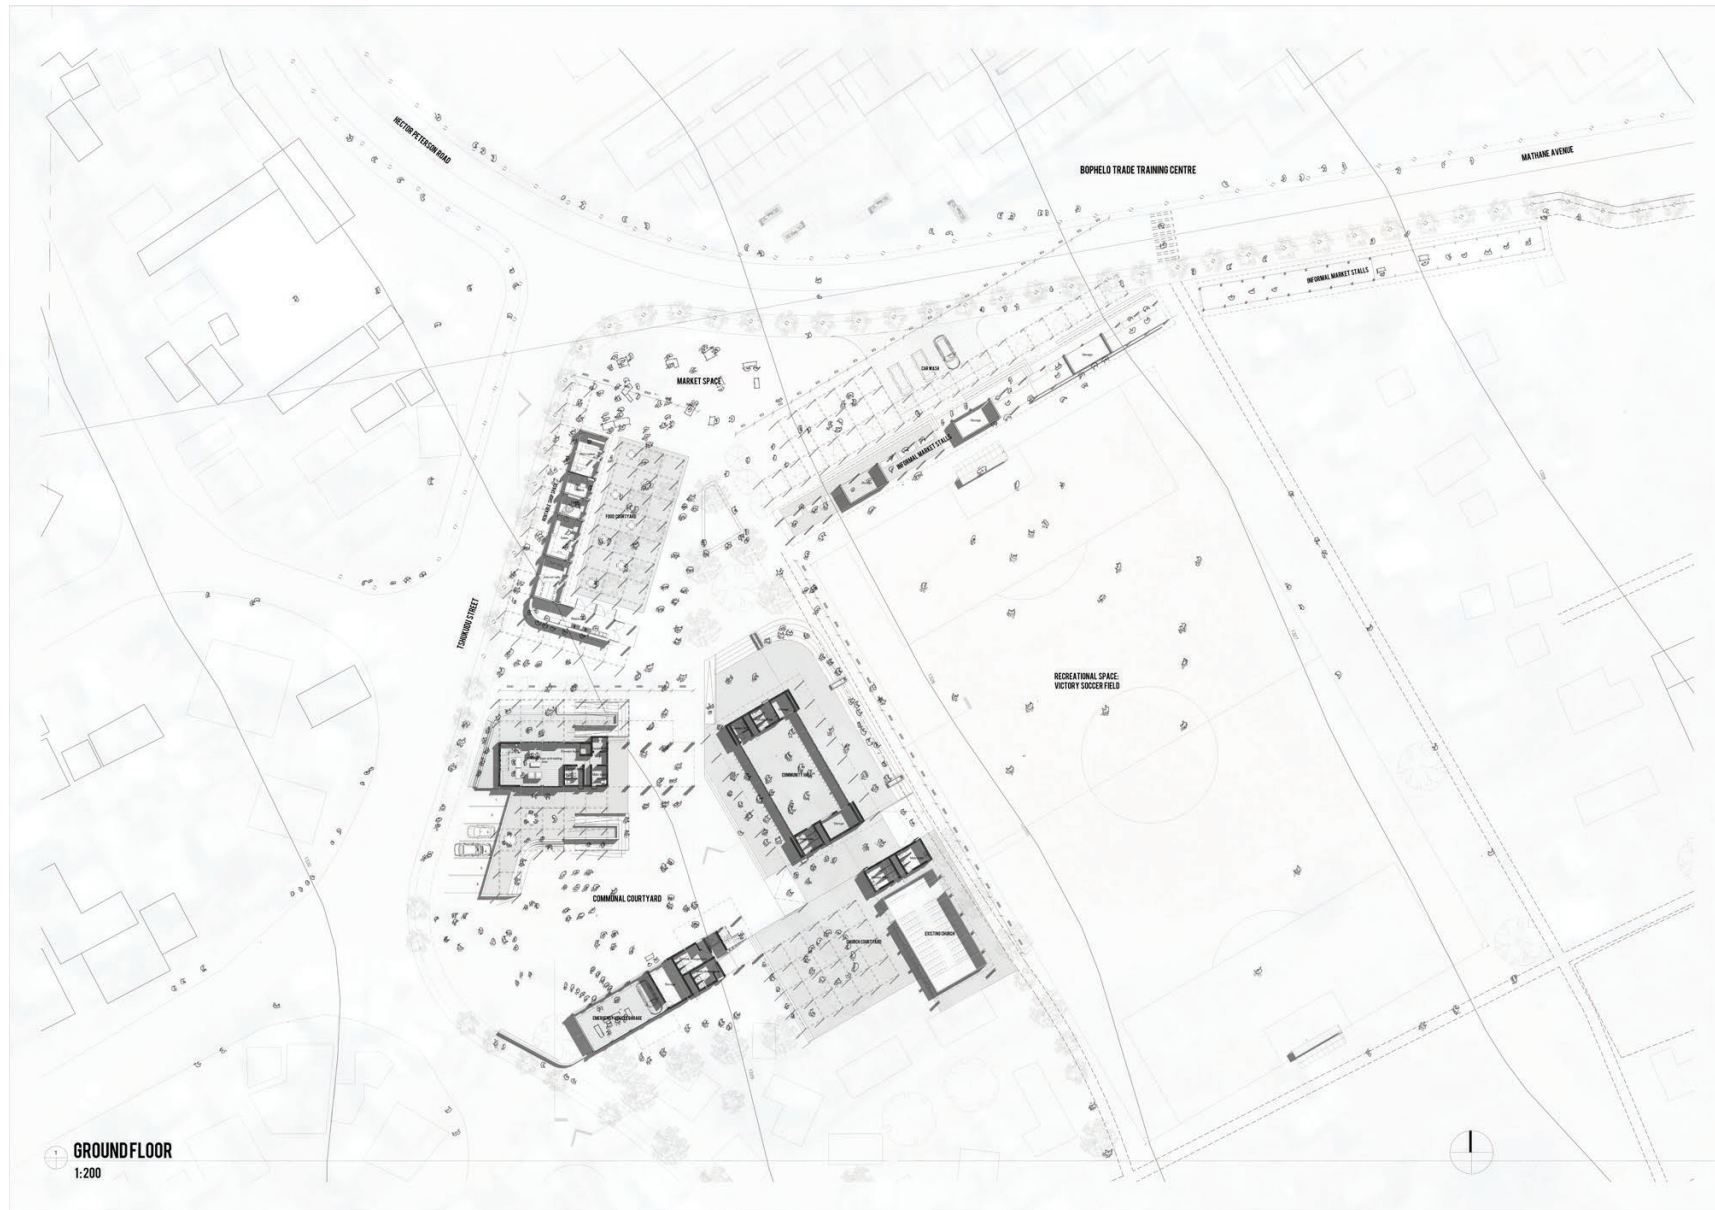 HECTOR PETERSON ROAD
BOPHELO TRADE TRAINING CENTRE
MATHANE AVENUE
INFORMAL MARKET STALLS
MARKET SPACE
CAR WASH
INFORMAL MARKET STALLS
FOOD COURTYARD
TSHUKUDU STREET
RECREATIONAL SPACE:
VICTORY SOCCER FIELD
COMMUNITY HALL
COMMUNAL COURTYARD
CHURCH COURTYARD
EXISTING CHURCH
1
GROUND FLOOR
1:200